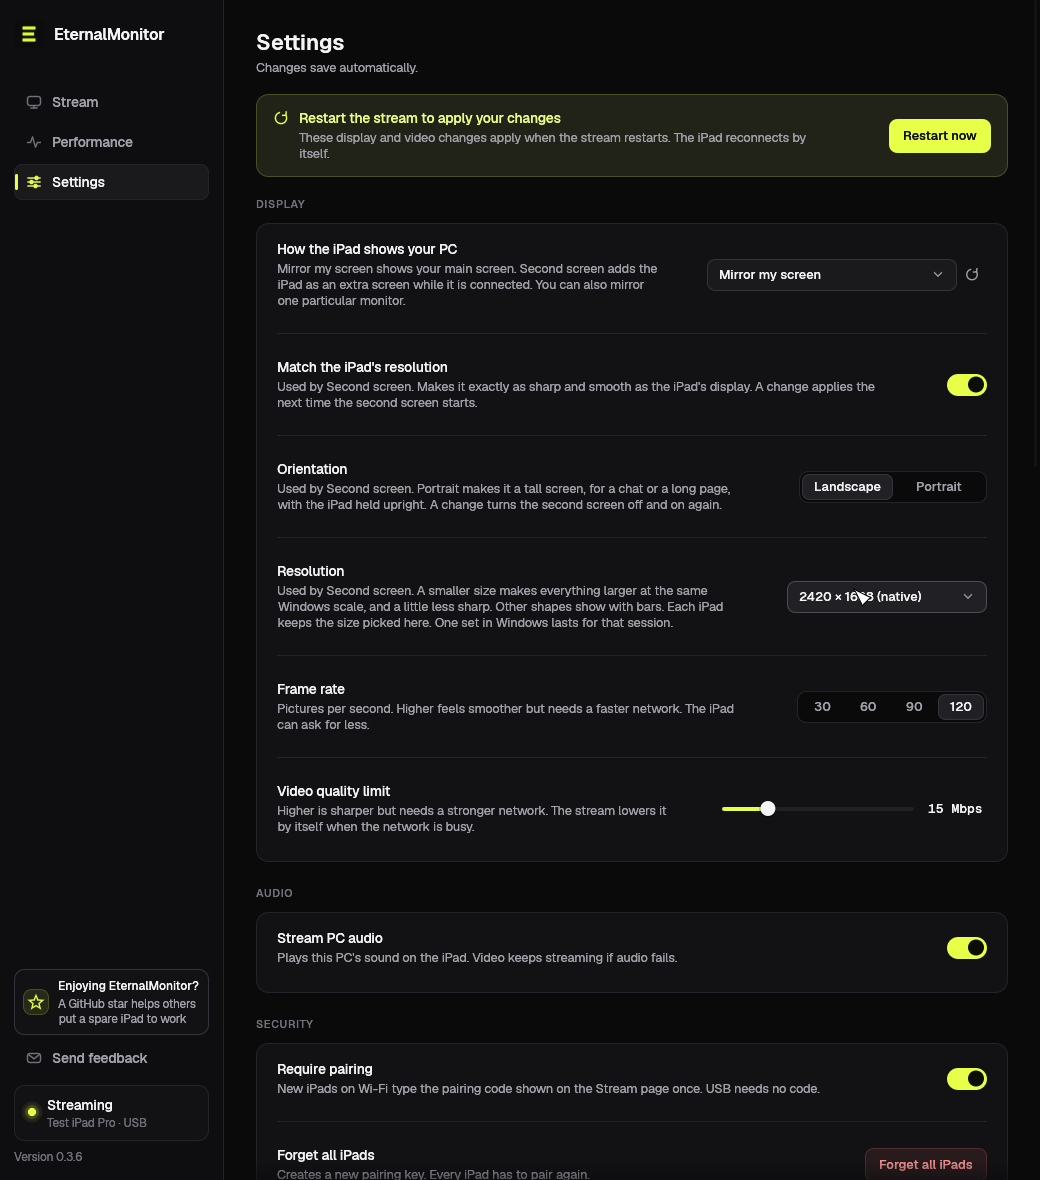 EternalMonitor
Stream
Performance
Settings
Enjoying EternalMonitor?
A GitHub star helps others
put a spare iPad to work
Send feedback
Streaming
Test iPad Pro · USB
Version 0.3.6
Settings
Changes save automatically.
Restart the stream to apply your changes
These display and video changes apply when the stream restarts. The iPad reconnects by
itself.
Restart now
DISPLAY
How the iPad shows your PC
Mirror my screen shows your main screen. Second screen adds the
iPad as an extra screen while it is connected. You can also mirror
one particular monitor.
Mirror my screen
Match the iPad's resolution
Used by Second screen. Makes it exactly as sharp and smooth as the iPad's display. A change applies the
next time the second screen starts.
Orientation
Used by Second screen. Portrait makes it a tall screen, for a chat or a long page,
with the iPad held upright. A change turns the second screen off and on again.
Landscape Portrait
Resolution
Used by Second screen. A smaller size makes everything larger at the same
Windows scale, and a little less sharp. Other shapes show with bars. Each iPad
keeps the size picked here. One set in Windows lasts for that session.
2420 × (native)
Frame rate
Pictures per second. Higher feels smoother but needs a faster network. The iPad
can ask for less.
30 60 90 120
Video quality limit
Higher is sharper but needs a stronger network. The stream lowers it
by itself when the network is busy.
15 Mbps
AUDIO
Stream PC audio
Plays this PC's sound on the iPad. Video keeps streaming if audio fails.
SECURITY
Require pairing
New iPads on Wi-Fi type the pairing code shown on the Stream page once. USB needs no code.
Forget all iPads
Creates a new pairing key. Every iPad has to pair again.
Forget all iPads